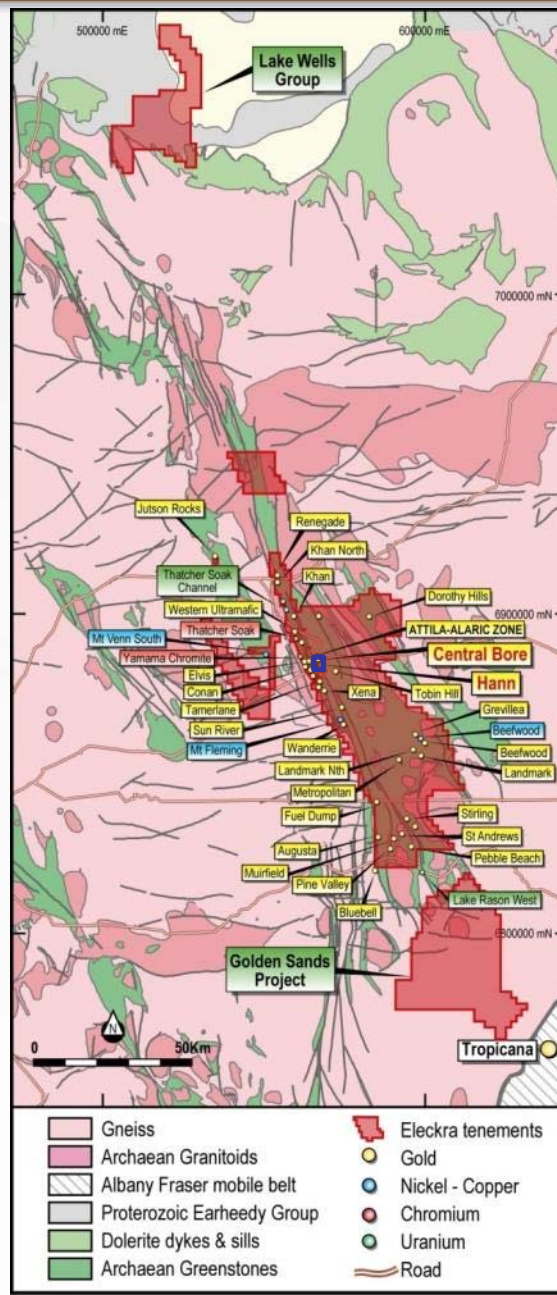 500000 mE
600000 mE
Lake Wells
Group
7000000 mN
Jutson Rocks
Renegade
Khan North
Thatcher Soak
Channel
Khan
Dorothy Hills
Western Ultramafic
6900000 mN
Thatcher Soak
ATTILA-ALARIC ZONE
Mt Venn South
Central Bore
Yamama Chromite
Elvis
Hann
Conan
Xena
Tobin Hill
Tamerlane
Grevillea
Sun River
Beefwood
Mt Fleming
Wanderrie
Beefwood
Landmark Nth
Landmark
Metropolitan
Fuel Dump
Stirling
St Andrews
Augusta
Pebble Beach
Muirfield
Pine Valley
Lake Rason West
Bluebell
6800000 mN
Golden Sands
Project
N
0
50Km
Tropicana
Gneiss
Archaean Granitoids
Albany Fraser mobile belt
Proterozoic Earheedy Group
Dolerite dykes & sills
Archaean Greenstones
Eleckra tenements
Gold
Nickel - Copper
Chromium
Uranium
Road